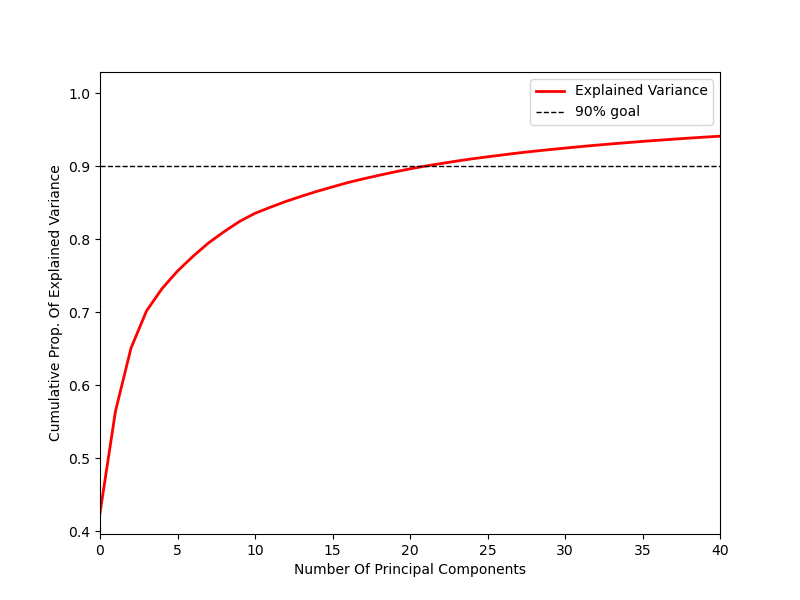 Explained Variance
90% goal
1.0
0.9
0.8
0.7
0.6
0.5
0.4
Cumulative Prop. Of Explained Variance
0 5 10 15 20 25 30 35 40
Number Of Principal Components